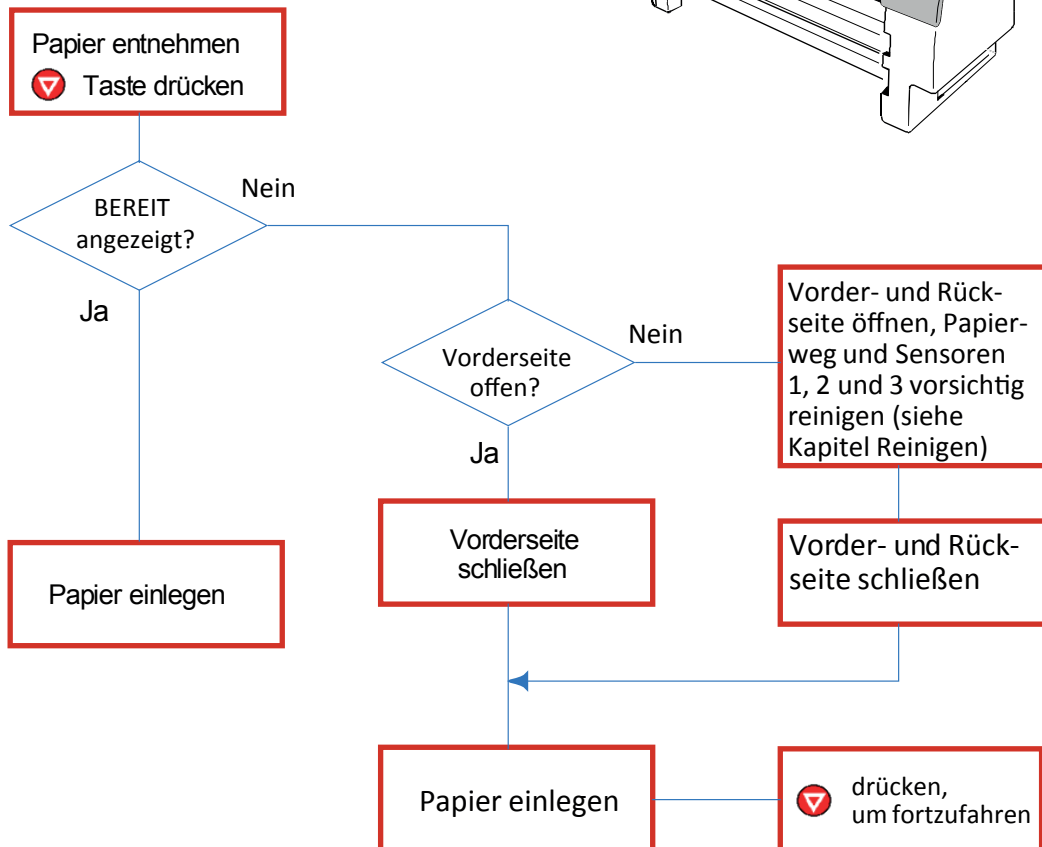 Papier entnehmen
Taste drücken
BEREIT
angezeigt?
Nein
Ja
Papier einlegen
Vorderseite
offen?
Nein
Ja
Vorder- und Rück-
seite öffnen, Papier-
weg und Sensoren
1, 2 und 3 vorsichtig
reinigen (siehe
Kapitel Reinigen)
Vorderseite
schließen
Vorder- und Rück-
seite schließen
Papier einlegen
drücken,
um fortzufahren